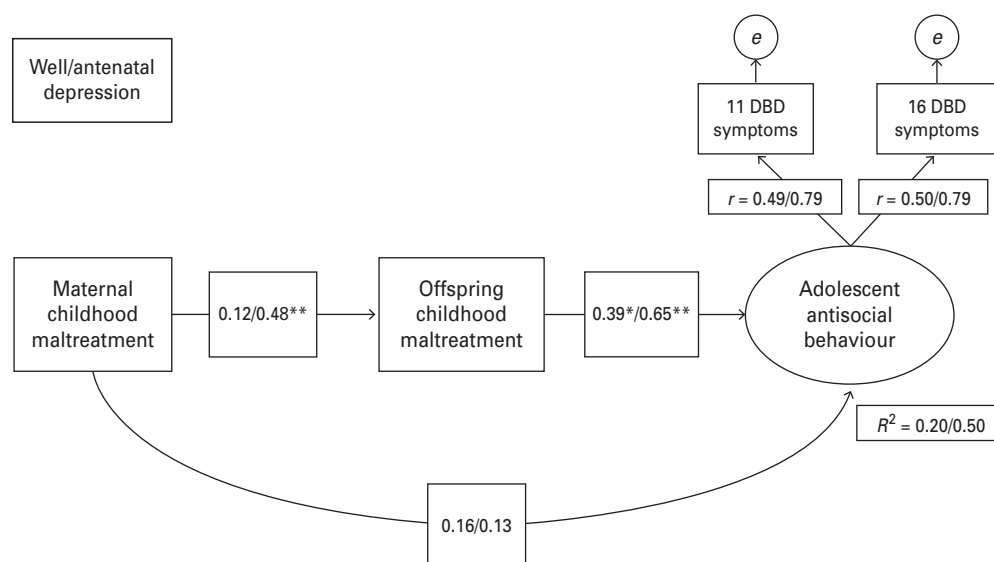 e
e
Well/antenatal
depression
11 DBD
symptoms
16 DBD
symptoms
r = 0.49/0.79
r = 0.50/0.79
Maternal
childhood
maltreatment
0.12/0.48**
Offspring
childhood
maltreatment
0.39*/0.65**
Adolescent
antisocial
behaviour
R² = 0.20/0.50
0.16/0.13